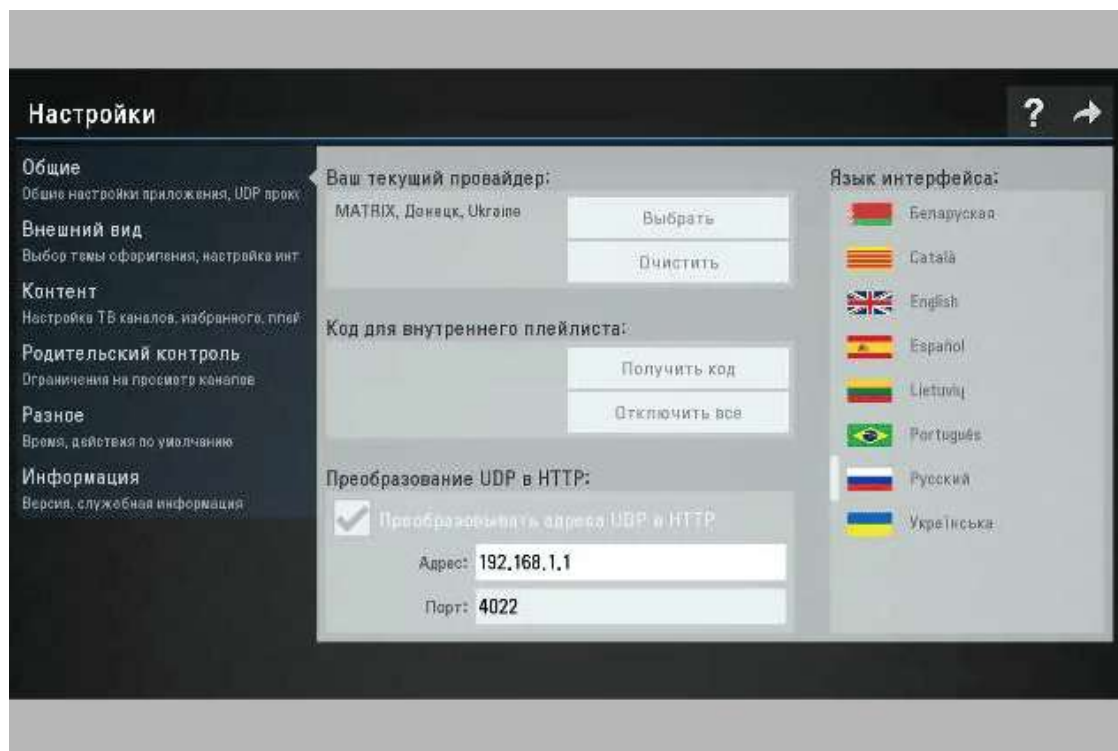 Настройки
?
Общие
Общие настройки приложения, UDP прокс
Внешний вид
Выбор темы оформления, настройка инт
Контент
Настройка ТВ каналов, избранного, плей
Родительский контроль
Ограничения на просмотр каналов
Разное
Время, действия по умолчанию
Информация
Версия, служебная информация
Ваш текущий провайдер:
MATRIX, Донецк, Ukraine
Выбрать
Очистить
Код для внутреннего плейлиста:
Получить код
Отключить все
Преобразование UDP в HTTP:
Преобразовывать адреса UDP в HTTP
Адрес: 192.168.1.1
Порт: 4022
Язык интерфейса:
Беларуская
Català
English
Español
Lietuvių
Português
Русский
Українська